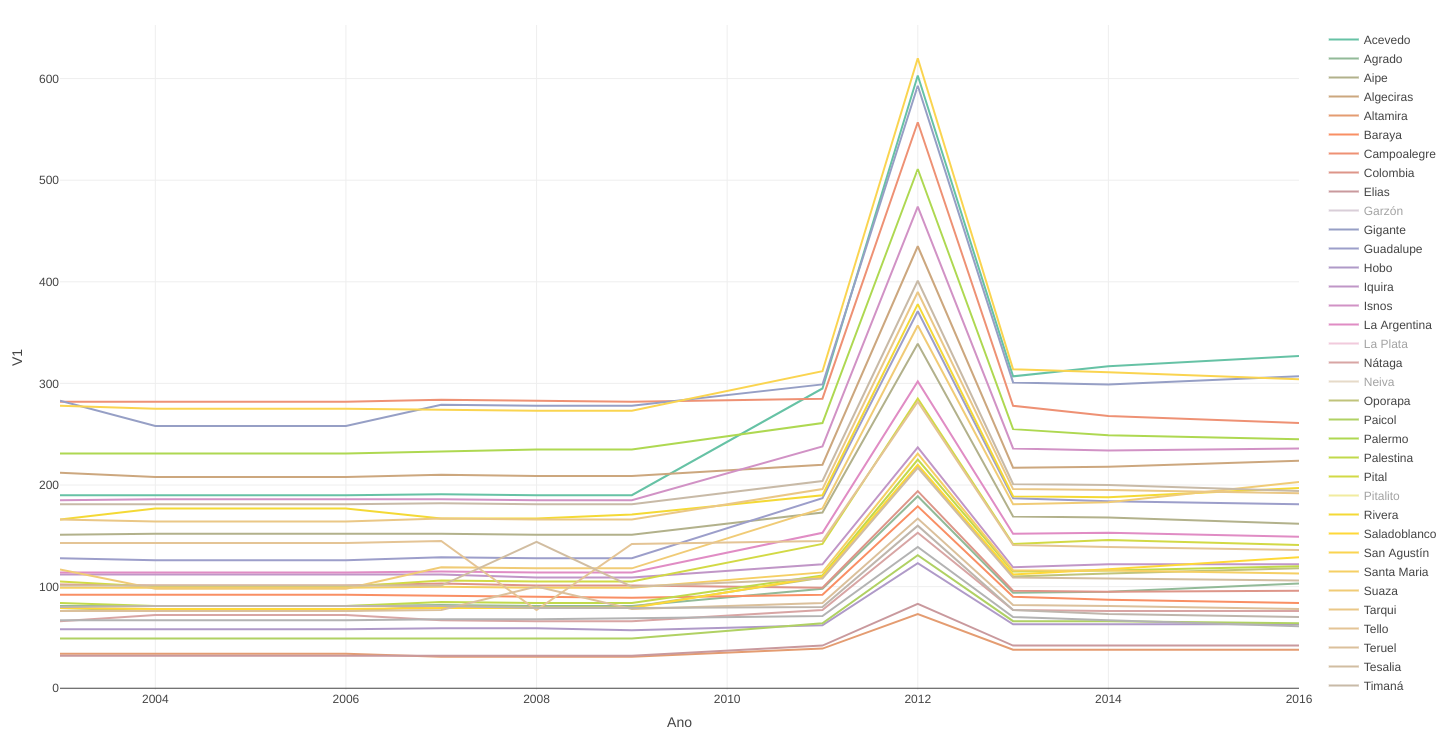 600
500
400
300
200
100
0
V1
2004
2006
2008
2010
2012
2014
2016
Ano
Acevedo
Agrado
Aipe
Algeciras
Altamira
Baraya
Campoalegre
Colombia
Elias
Garzón
Gigante
Guadalupe
Hobo
Iquira
Isnos
La Argentina
La Plata
Nátaga
Neiva
Oporapa
Paicol
Palermo
Palestina
Pital
Pitalito
Rivera
Saladoblanco
San Agustín
Santa Maria
Suaza
Tarqui
Tello
Teruel
Tesalia
Timaná